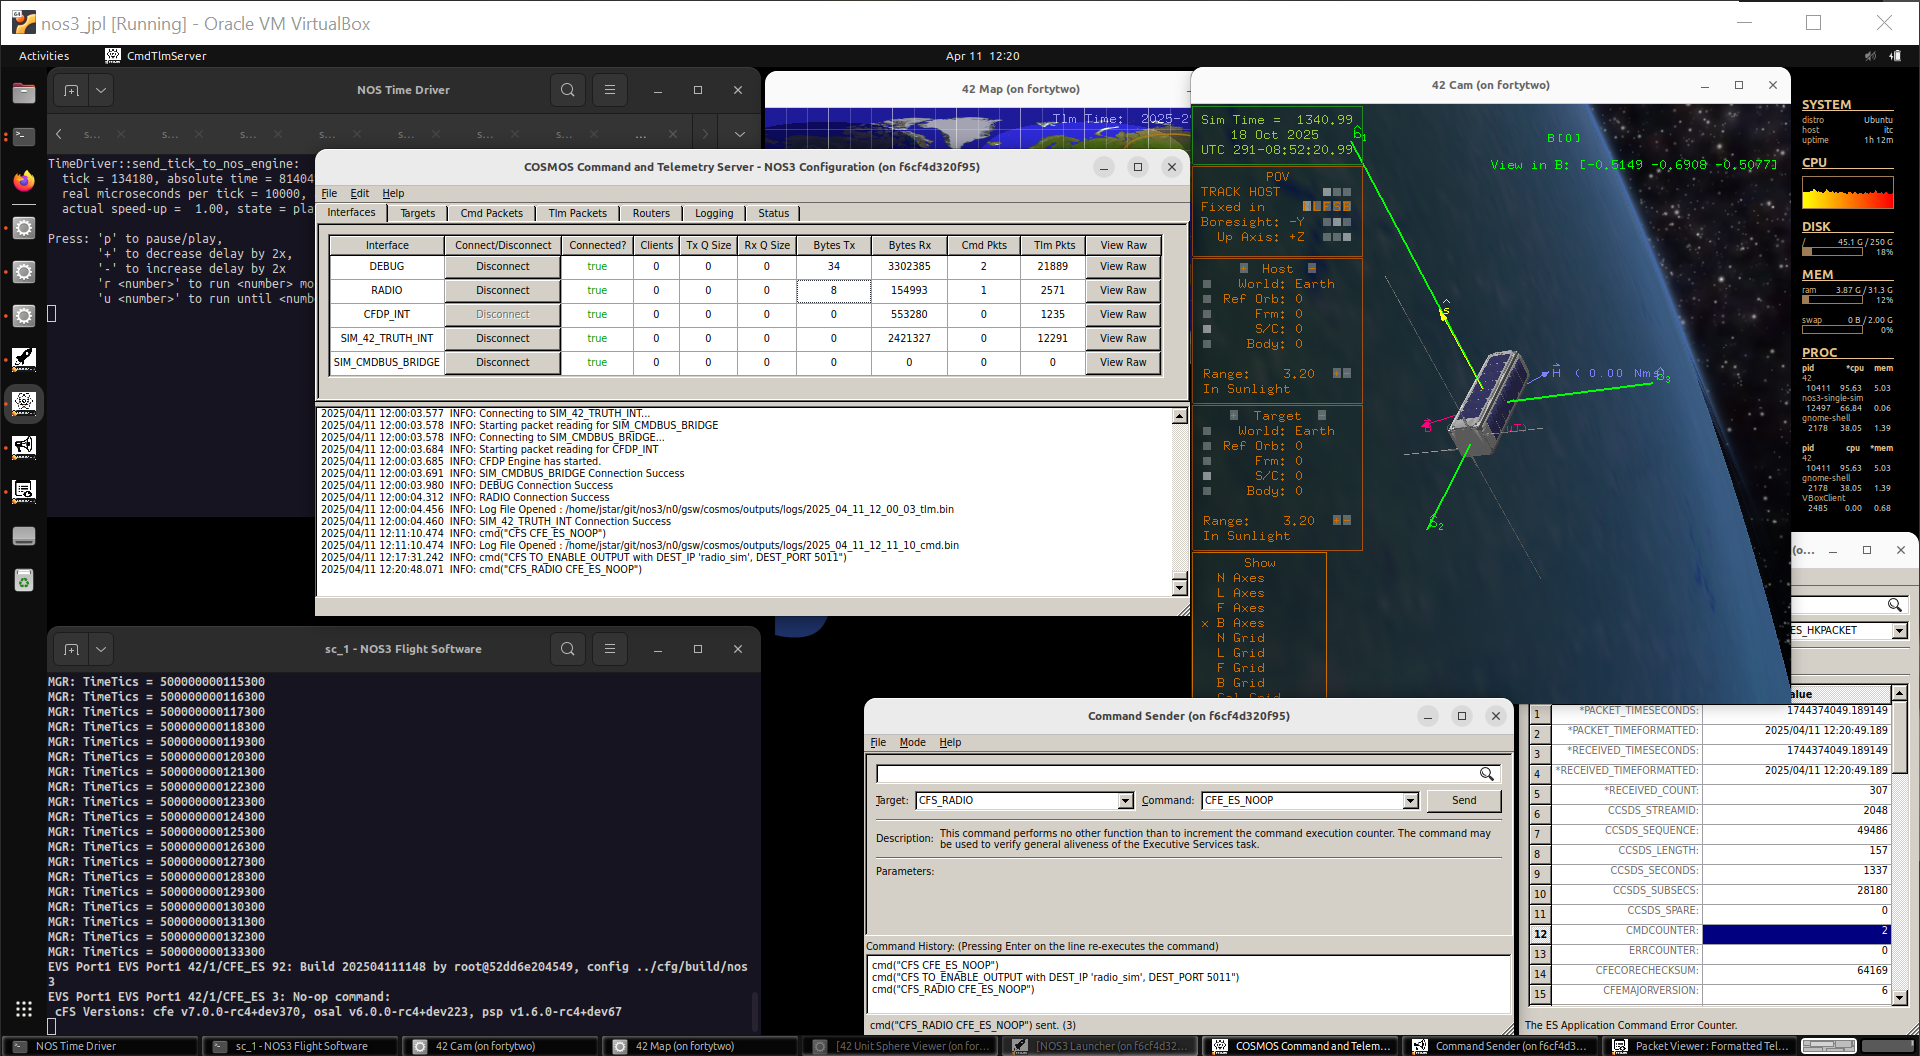 nos3_jpl [Running] - Oracle VM VirtualBox
Activities
CmdTlmServer
Apr 11 12:20
NOS Time Driver
s... s... s... s... s... s... s... ...
TimeDriver::send_tick_to_nos_engine:
tick = 134180, absolute time = 81404
real microseconds per tick = 10000,
actual speed-up = 1.00, state = pla
Press: 'p' to pause/play,
'+' to decrease delay by 2x,
'-' to increase delay by 2x
'r <number>' to run <number> mo
'u <number>' to run until <numb
42 Map (on fortytwo)
Tlm Time: 2025-2
COSMOS Command and Telemetry Server - NOS3 Configuration (on f6cf4d320f95)
File Edit Help
Interfaces Targets Cmd Packets Tlm Packets Routers Logging Status
Interface Connect/Disconnect Connected? Clients Tx Q Size Rx Q Size Bytes Tx Bytes Rx Cmd Pkts Tlm Pkts View Raw
DEBUG Disconnect true 0 0 0 34 3302385 2 21889 View Raw
RADIO Disconnect true 0 0 0 8 154993 1 2571 View Raw
CFDP_INT Disconnect true 0 0 0 0 553280 0 1235 View Raw
SIM_42_TRUTH_INT Disconnect true 0 0 0 0 2421327 0 12291 View Raw
SIM_CMDBUS_BRIDGE Disconnect true 0 0 0 0 0 0 0 View Raw
2025/04/11 12:00:03.577 INFO: Connecting to SIM_42_TRUTH_INT...
2025/04/11 12:00:03.578 INFO: Starting packet reading for SIM_CMDBUS_BRIDGE
2025/04/11 12:00:03.578 INFO: Connecting to SIM_CMDBUS_BRIDGE...
2025/04/11 12:00:03.684 INFO: Starting packet reading for CFDP_INT
2025/04/11 12:00:03.685 INFO: CFDP Engine has started.
2025/04/11 12:00:03.691 INFO: SIM_CMDBUS_BRIDGE Connection Success
2025/04/11 12:00:03.980 INFO: DEBUG Connection Success
2025/04/11 12:00:04.312 INFO: RADIO Connection Success
2025/04/11 12:00:04.456 INFO: Log File Opened : /home/jstar/git/nos3/n0/gsw/cosmos/outputs/logs/2025_04_11_12_00_03_tlm.bin
2025/04/11 12:00:04.460 INFO: SIM_42_TRUTH_INT Connection Success
2025/04/11 12:11:10.474 INFO: cmd("CFS CFE_ES_NOOP")
2025/04/11 12:11:10.474 INFO: Log File Opened : /home/jstar/git/nos3/n0/gsw/cosmos/outputs/logs/2025_04_11_12_11_10_cmd.bin
2025/04/11 12:17:31.242 INFO: cmd("CFS TO_ENABLE_OUTPUT with DEST_IP 'radio_sim', DEST_PORT 5011")
2025/04/11 12:20:48.071 INFO: cmd("CFS_RADIO CFE_ES_NOOP")
42 Cam (on fortytwo)
Sim Time = 1340.99
18 Oct 2025
UTC 291-08:52:20.99
B[0]
View in B: [-0.5149 -0.6908 -0.5077]
POV
TRACK HOST
Fixed in L F S B
Boresight: -Y
Up Axis: +Z
Host
World: Earth
Ref Orb: 0
Frm: 0
S/C: 0
Body: 0
Range: 3.20
In Sunlight
Target
World: Earth
Ref Orb: 0
Frm: 0
S/C: 0
Body: 0
Range: 3.20
In Sunlight
Show
N Axes
L Axes
F Axes
x B Axes
N Grid
L Grid
F Grid
B Grid
H ( 0.00 Nms
SYSTEM
distro Ubuntu
host itc
uptime 1h 12m
CPU
DISK
/ 45.1 G / 250 G
18%
MEM
ram 3.87 G / 31.3 G
12%
swap 0 B / 2.00 G
0%
PROC
pid *cpu mem
42
10411 95.63 5.03
nos3-single-sim
12497 66.84 0.06
gnome-shell
2178 38.05 1.39
pid cpu *mem
42
10411 95.63 5.03
gnome-shell
2178 38.05 1.39
VBoxClient
2485 0.00 0.68
sc_1 - NOS3 Flight Software
MGR: TimeTics = 500000000115300
MGR: TimeTics = 500000000116300
MGR: TimeTics = 500000000117300
MGR: TimeTics = 500000000118300
MGR: TimeTics = 500000000119300
MGR: TimeTics = 500000000120300
MGR: TimeTics = 500000000121300
MGR: TimeTics = 500000000122300
MGR: TimeTics = 500000000123300
MGR: TimeTics = 500000000124300
MGR: TimeTics = 500000000125300
MGR: TimeTics = 500000000126300
MGR: TimeTics = 500000000127300
MGR: TimeTics = 500000000128300
MGR: TimeTics = 500000000129300
MGR: TimeTics = 500000000130300
MGR: TimeTics = 500000000131300
MGR: TimeTics = 500000000132300
MGR: TimeTics = 500000000133300
EVS Port1 EVS Port1 42/1/CFE_ES 92: Build 202504111148 by root@52dd6e204549, config ../cfg/build/nos
3
EVS Port1 EVS Port1 42/1/CFE_ES 3: No-op command:
cFS Versions: cfe v7.0.0-rc4+dev370, osal v6.0.0-rc4+dev223, psp v1.6.0-rc4+dev67
Command Sender (on f6cf4d320f95)
File Mode Help
Target: CFS_RADIO Command: CFE_ES_NOOP Send
Description: This command performs no other function than to increment the command execution counter. The command may
be used to verify general aliveness of the Executive Services task.
Parameters:
Command History: (Pressing Enter on the line re-executes the command)
cmd("CFS CFE_ES_NOOP")
cmd("CFS TO_ENABLE_OUTPUT with DEST_IP 'radio_sim', DEST_PORT 5011")
cmd("CFS_RADIO CFE_ES_NOOP")
cmd("CFS_RADIO CFE_ES_NOOP") sent. (3)
(o...
ES_HKPACKET
alue
1 *PACKET_TIMESECONDS: 1744374049.189149
2 *PACKET_TIMEFORMATTED: 2025/04/11 12:20:49.189
3 *RECEIVED_TIMESECONDS: 1744374049.189149
4 *RECEIVED_TIMEFORMATTED: 2025/04/11 12:20:49.189
5 *RECEIVED_COUNT: 307
6 CCSDS_STREAMID: 2048
7 CCSDS_SEQUENCE: 49486
8 CCSDS_LENGTH: 157
9 CCSDS_SECONDS: 1337
10 CCSDS_SUBSECS: 28180
11 CCSDS_SPARE: 0
12 CMDCOUNTER: 2
13 ERRCOUNTER: 0
14 CFECORECHECKSUM: 64169
15 CFEMAJORVERSION: 6
The ES Application Command Error Counter.
NOS Time Driver
sc_1 - NOS3 Flight Software
42 Cam (on fortytwo)
42 Map (on fortytwo)
[42 Unit Sphere Viewer (on for...
[NOS3 Launcher (on f6cf4d32...
COSMOS Command and Telem...
Command Sender (on f6cf4d3...
Packet Viewer : Formatted Tel...